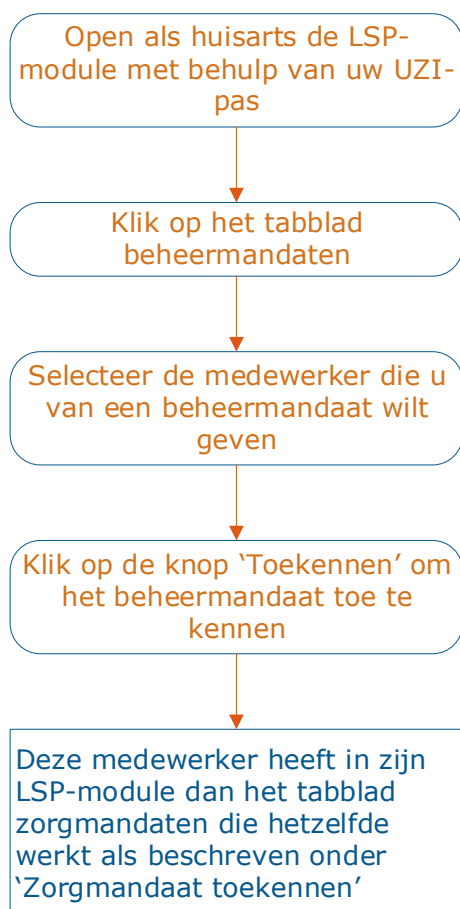 Open als huisarts de LSP-
module met behulp van uw UZI-
pas
Klik op het tabblad
beheermandaten
Selecteer de medewerker die u
van een beheermandaat wilt
geven
Klik op de knop ‘Toekennen’ om
het beheermandaat toe te
kennen
Deze medewerker heeft in zijn
LSP-module dan het tabblad
zorgmandaten die hetzelfde
werkt als beschreven onder
‘Zorgmandaat toekennen’